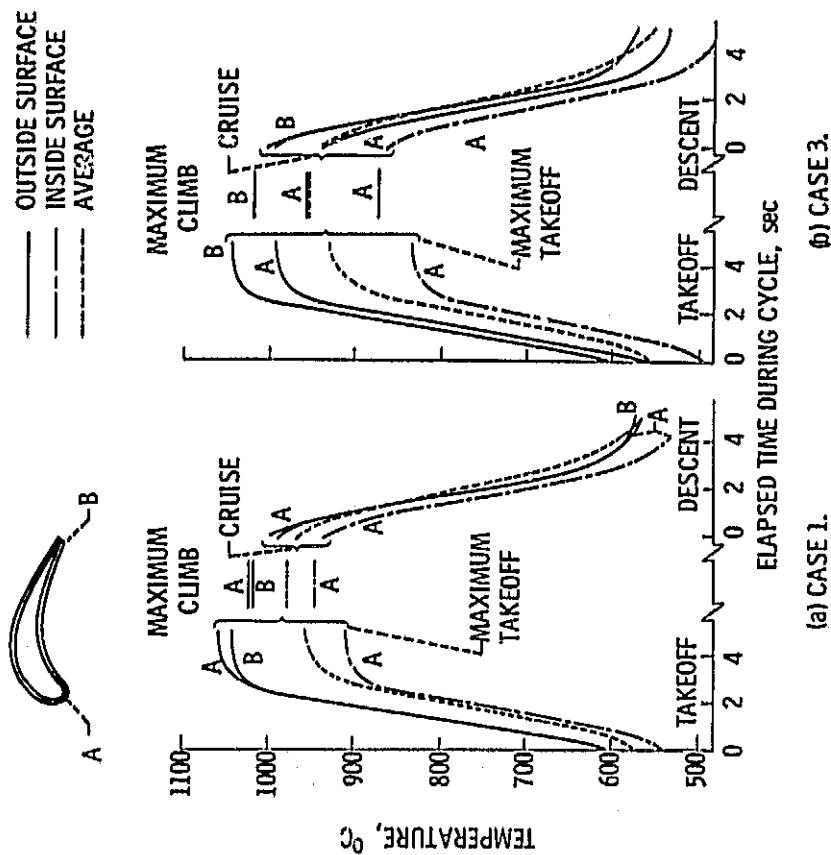 OUTSIDE SURFACE
INSIDE SURFACE
AVERAGE
A
B
TEMPERATURE, °C
1100
1000
900
800
700
600
500
MAXIMUM
CLIMB
CRUISE
A
B
A
B
A
A
A
A
B
A
MAXIMUM
TAKEOFF
TAKEOFF
DESCENT
0
2
4
0
2
4
(a) CASE 1.
MAXIMUM
CLIMB
CRUISE
B
A
A
B
A
A
B
A
A
MAXIMUM
TAKEOFF
TAKEOFF
DESCENT
0
2
4
0
2
4
(b) CASE 3.
ELAPSED TIME DURING CYCLE, sec